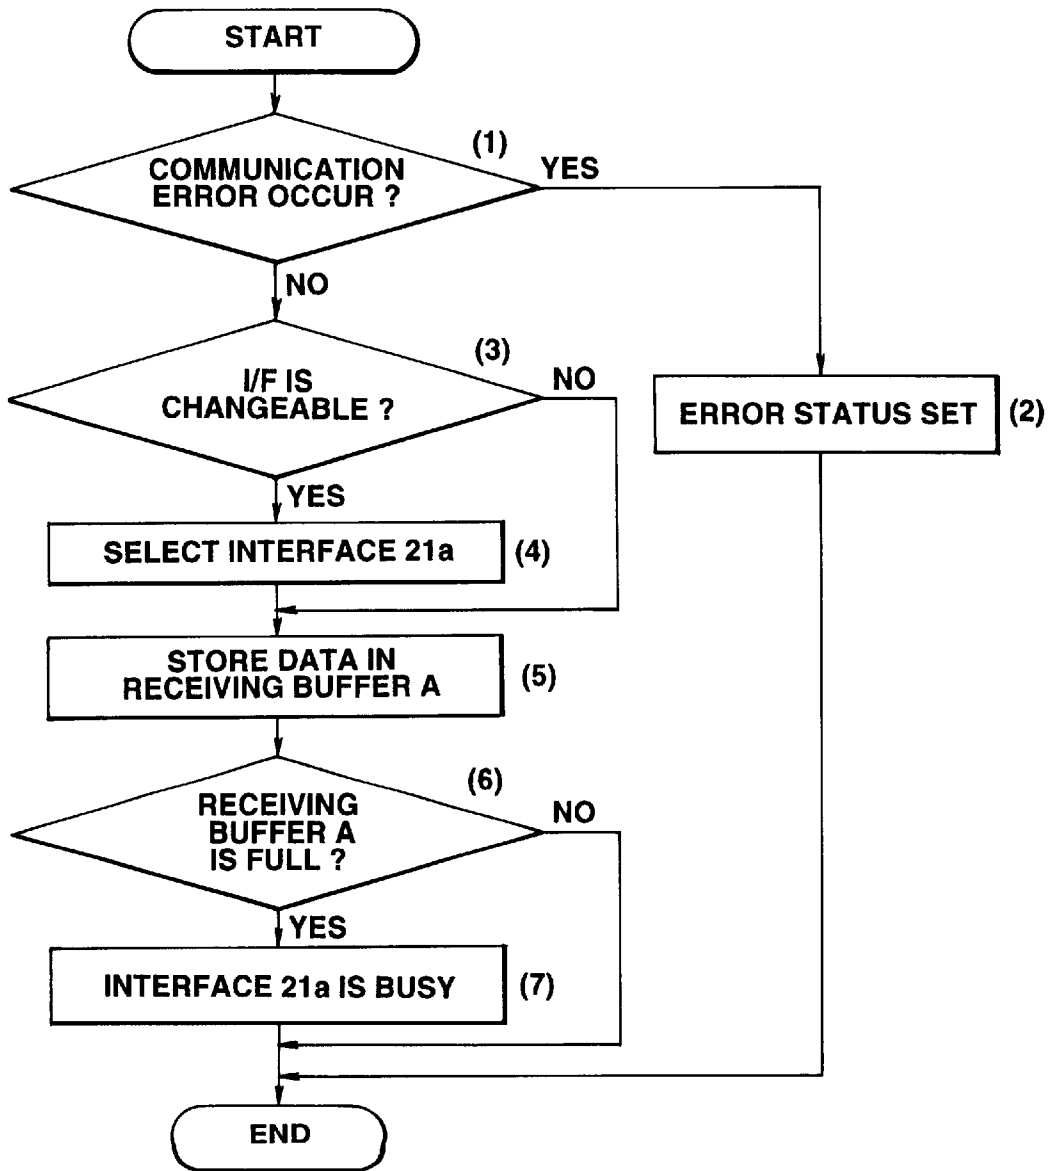 START
(1)
COMMUNICATION
ERROR OCCUR ?
YES
NO
(3)
I/F IS
CHANGEABLE ?
NO
ERROR STATUS SET
(2)
YES
SELECT INTERFACE 21a
(4)
STORE DATA IN
RECEIVING BUFFER A
(5)
(6)
RECEIVING
BUFFER A
IS FULL ?
NO
YES
INTERFACE 21a IS BUSY
(7)
END